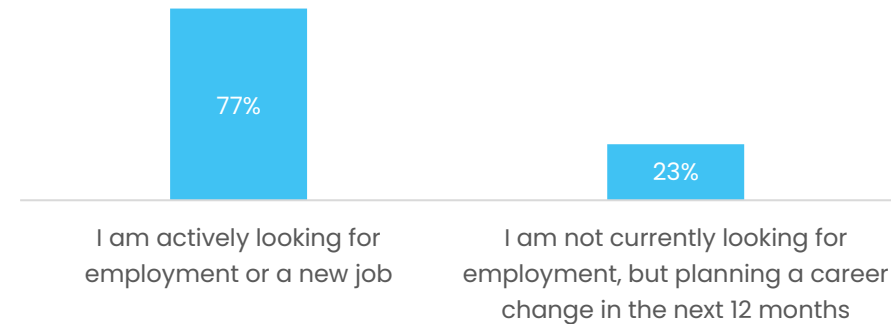 77%
23%
I am actively looking for
employment or a new job
I am not currently looking for
employment, but planning a career
change in the next 12 months